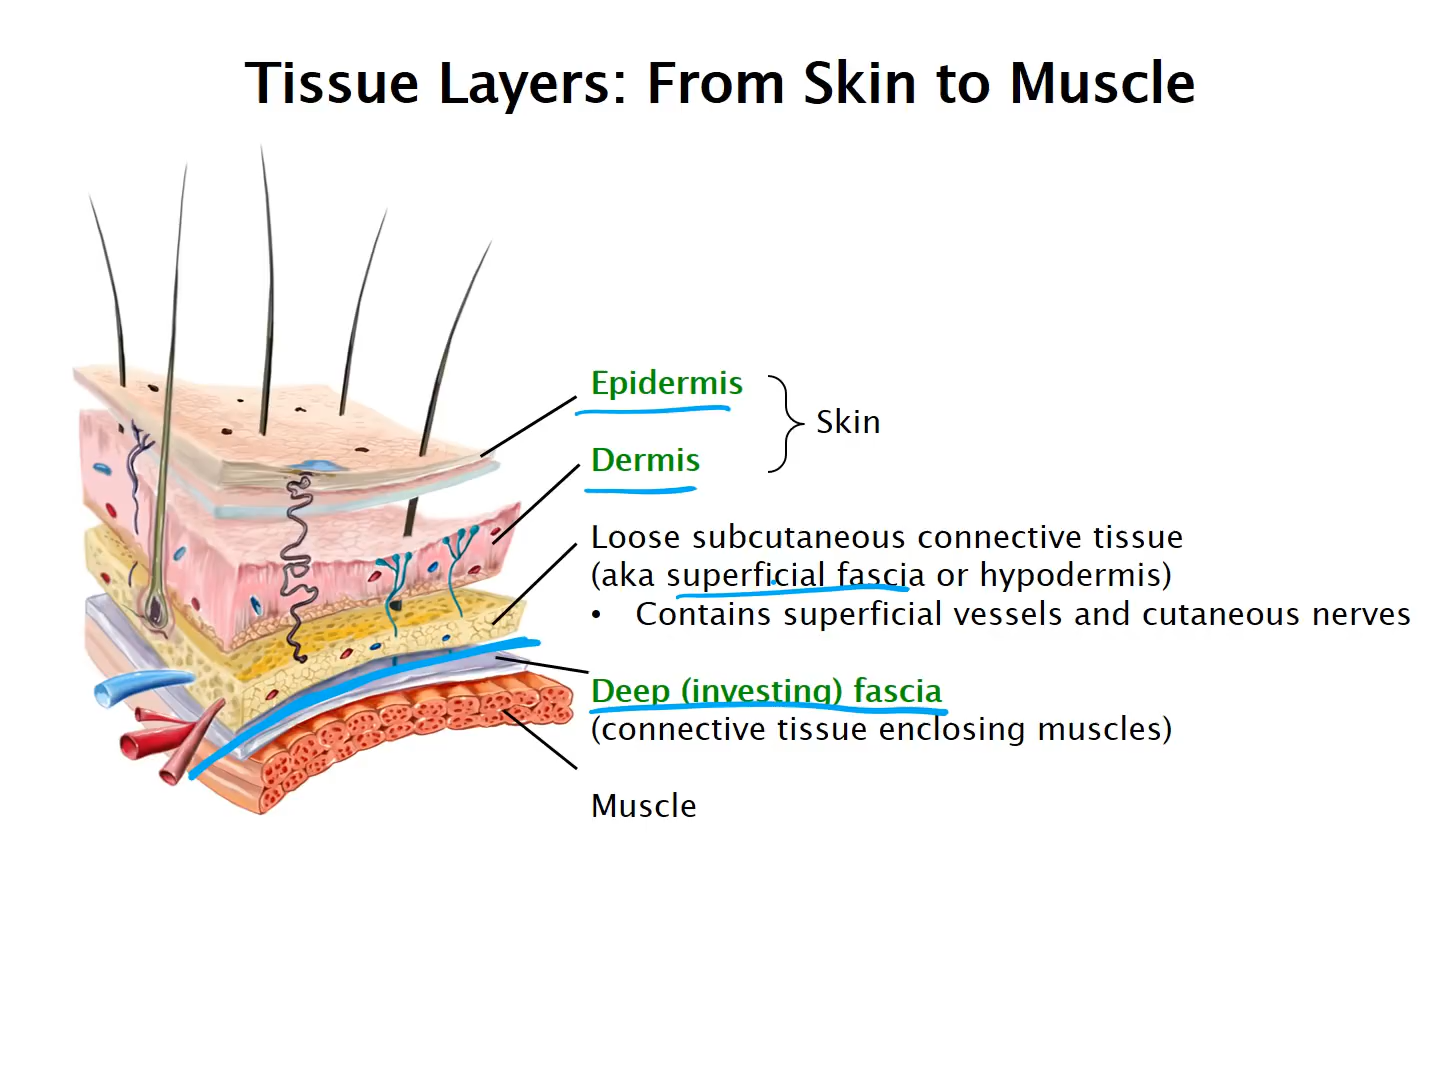 Tissue Layers: From Skin to Muscle
Epidermis
Skin
Dermis
Loose subcutaneous connective tissue
(aka superficial fascia or hypodermis)
• Contains superficial vessels and cutaneous nerves
Deep (investing) fascia
(connective tissue enclosing muscles)
Muscle